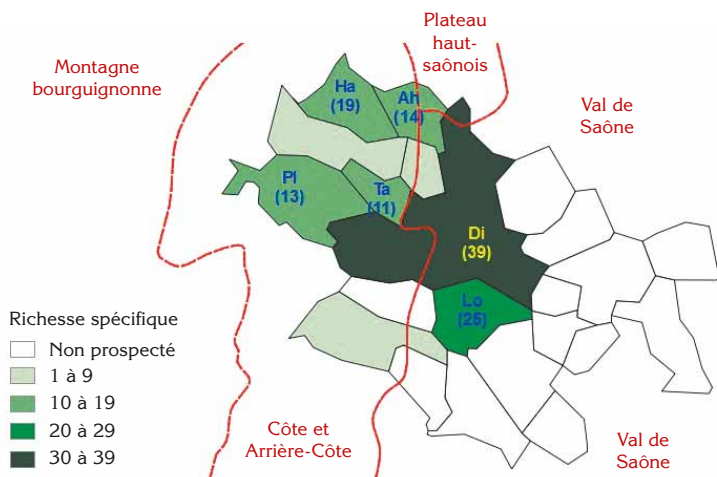 Plateau
haut-
saônois
Montagne
bourguignonne
Val de
Saône
Ha
(19)
Ah
(14)
Pl
(13)
Ta
(11)
Di
(39)
Lo
(25)
Richesse spécifique
Non prospecté
1 à 9
10 à 19
20 à 29
30 à 39
Côte et
Arrière-Côte
Val de
Saône